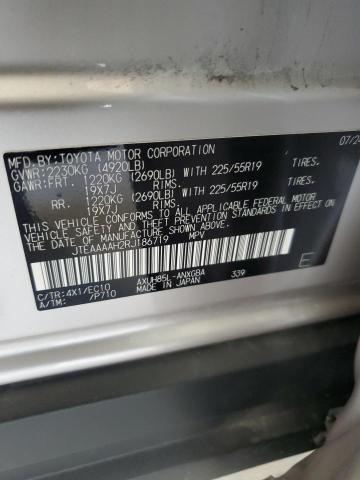 MFD.BY:TOYOTA MOTOR CORPORATION 07/24
GVWR:2230KG (4920LB)
GAWR:FRT. 1220KG (2690LB) WITH 225/55R19
19X7J RIMS.
RR. 1220KG (2690LB) WITH 225/55R19
19X7J RIMS.
THIS VEHICLE CONFORMS TO ALL APPLICABLE
FEDERAL MOTOR VEHICLE SAFETY, BUMPER,
AND THEFT PREVENTION STANDARDS IN EFFECT
ON THE DATE OF MANUFACTURE SHOWN ABOVE.
JTEAAAAH2RJ186719 MPV
C/TR:4X1/EC10 AXUH85L-ANXGBA 339
A/TM: /P710 MADE IN JAPAN E